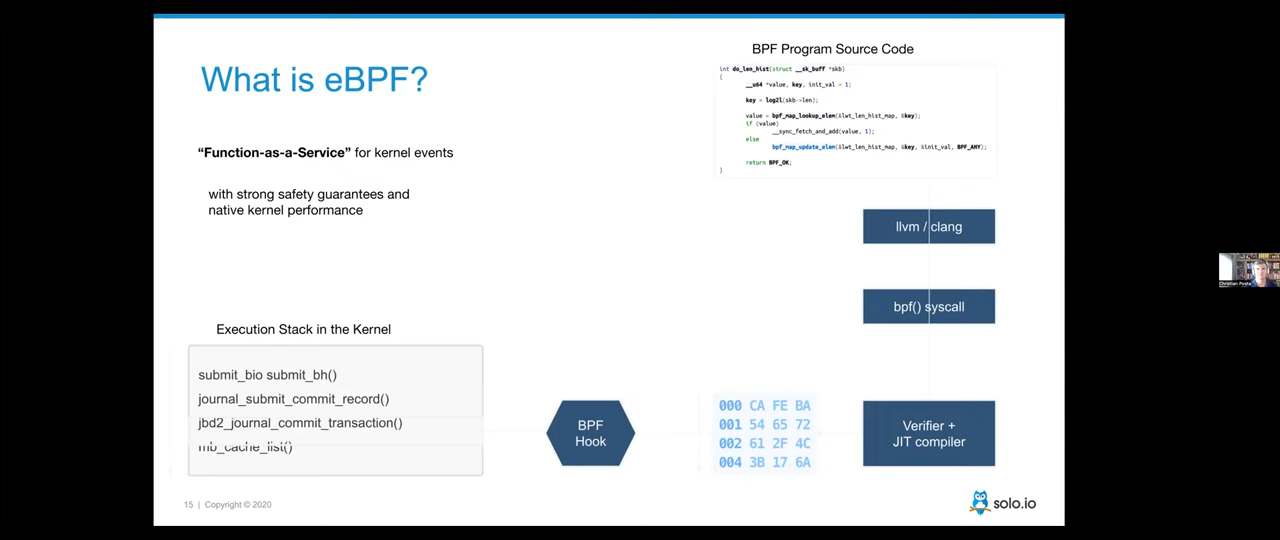 What is eBPF?
“Function-as-a-Service” for kernel events
with strong safety guarantees and
native kernel performance
BPF Program Source Code
int do_len_hist(struct __sk_buff *skb)
{
__u64 *value, key, init_val = 1;
key = log2l(skb->len);
value = bpf_map_lookup_elem(&lwt_len_hist_map, &key);
if (value)
__sync_fetch_and_add(value, 1);
else
bpf_map_update_elem(&lwt_len_hist_map, &key, &init_val, BPF_ANY);
return BPF_OK;
}
llvm / clang
bpf() syscall
Verifier +
JIT compiler
000 CA FE BA
001 54 65 72
002 61 2F 4C
004 3B 17 6A
BPF
Hook
Execution Stack in the Kernel
submit_bio submit_bh()
journal_submit_commit_record()
jbd2_journal_commit_transaction()
mb_cache_list()
15 | Copyright © 2020
solo.io
Christian Posta